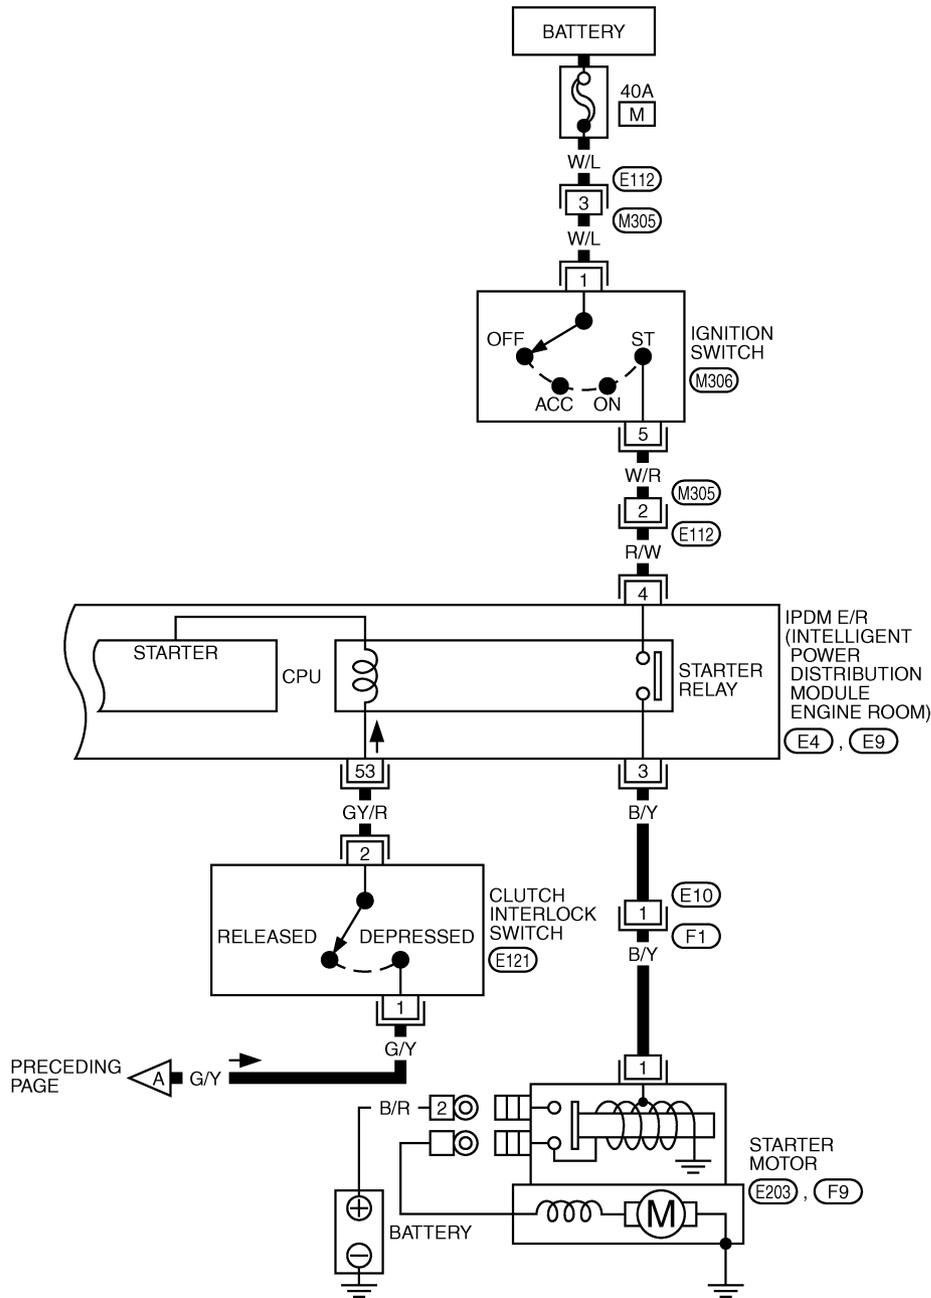 BATTERY
40A
M
W/L
E112
3
M305
W/L
1
OFF
ST
ACC
ON
IGNITION
SWITCH
M306
5
W/R
M305
2
E112
R/W
4
STARTER
CPU
STARTER
RELAY
IPDM E/R
(INTELLIGENT
POWER
DISTRIBUTION
MODULE
ENGINE ROOM)
E4 , E9
53
3
GY/R
B/Y
2
RELEASED
DEPRESSED
CLUTCH
INTERLOCK
SWITCH
E121
E10
1
F1
B/Y
1
G/Y
PRECEDING
PAGE
A
G/Y
1
B/R
2
STARTER
MOTOR
E203 , F9
M
+
BATTERY
−